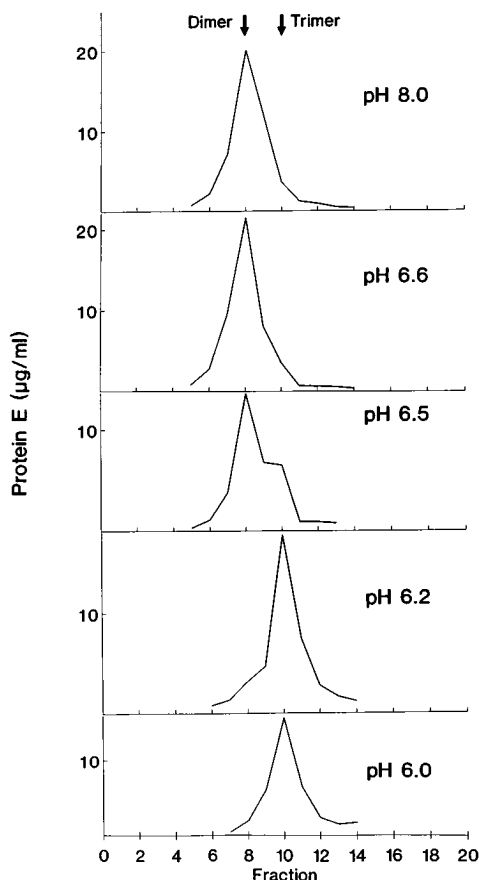 Dimer Trimer
20
10
pH 8.0
20
10
pH 6.6
10
pH 6.5
10
pH 6.2
10
pH 6.0
Protein E (µg/ml)
0 2 4 6 8 10 12 14 16 18 20
Fraction